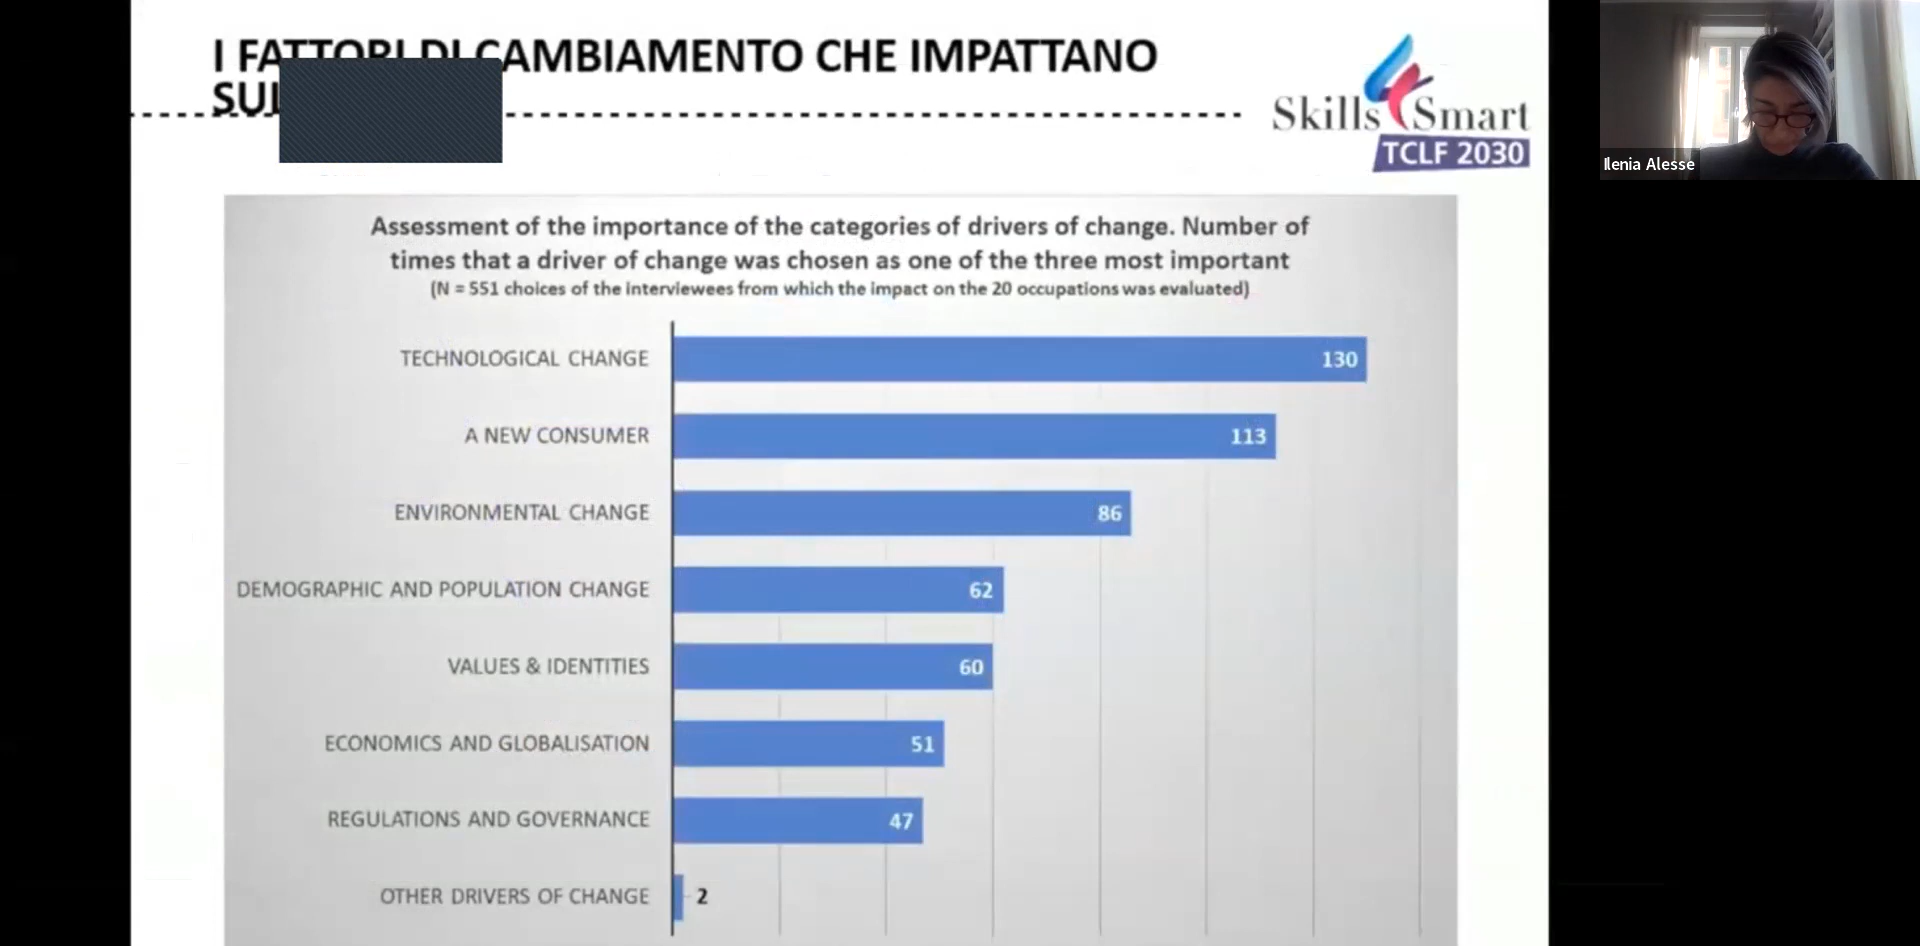 I FATTORI DI CAMBIAMENTO CHE IMPATTANO
Skills Smart
TCLF 2030
Ilenia Alesse
Assessment of the importance of the categories of drivers of change. Number of
times that a driver of change was chosen as one of the three most important
(N = 551 choices of the interviewees from which the impact on the 20 occupations was evaluated)
TECHNOLOGICAL CHANGE 130
A NEW CONSUMER 113
ENVIRONMENTAL CHANGE 86
DEMOGRAPHIC AND POPULATION CHANGE 62
VALUES & IDENTITIES 60
ECONOMICS AND GLOBALISATION 51
REGULATIONS AND GOVERNANCE 47
OTHER DRIVERS OF CHANGE 2